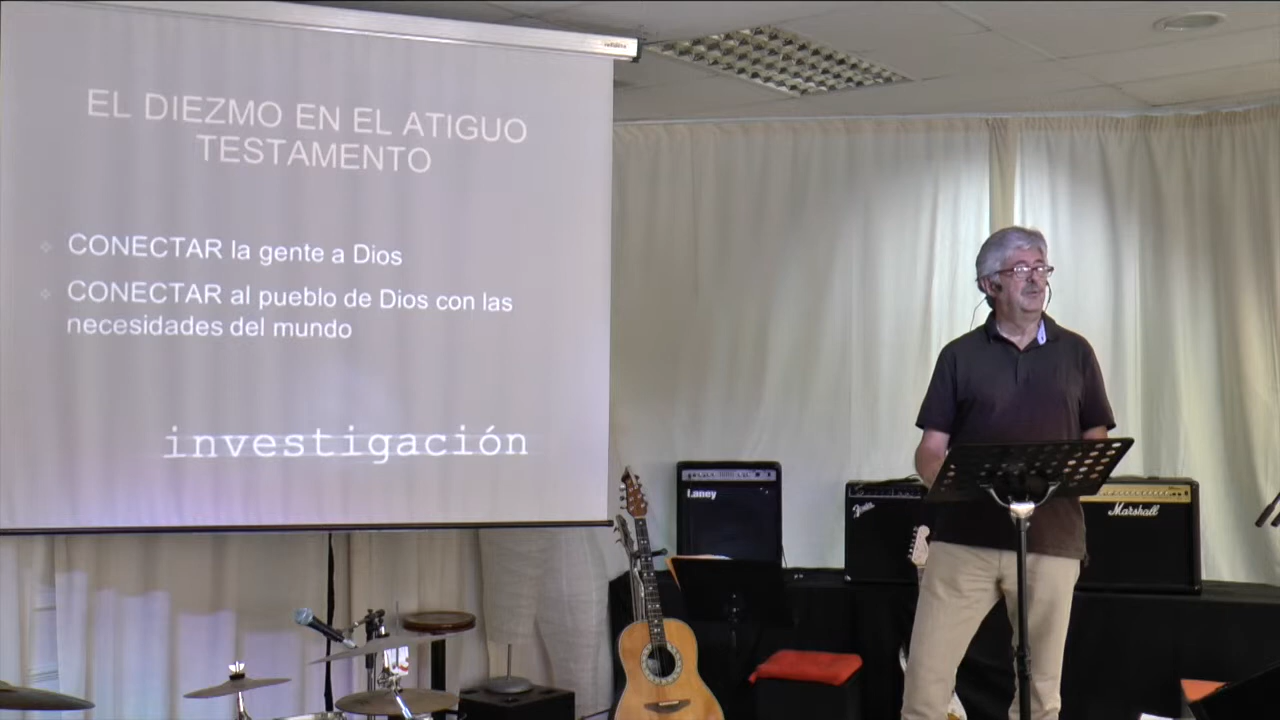 EL DIEZMO EN EL ATIGUO
TESTAMENTO
CONECTAR la gente a Dios
CONECTAR al pueblo de Dios con las
necesidades del mundo
investigación
Laney
Fender
Marshall